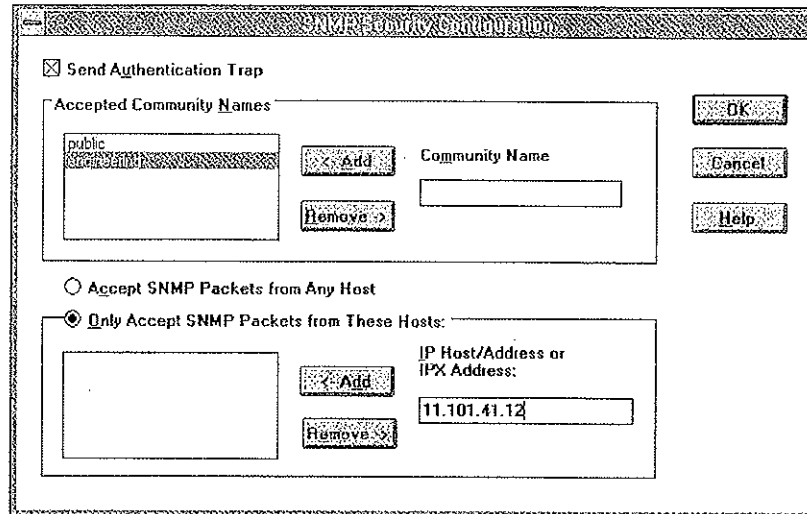 SNMP Security Configuration
Send Authentication Trap
Accepted Community Names
public
<- Add
Community Name
Remove ->
OK
Cancel
Help
Accept SNMP Packets from Any Host
Only Accept SNMP Packets from These Hosts:
<- Add
Remove ->
IP Host/Address or
IPX Address:
11.101.41.12